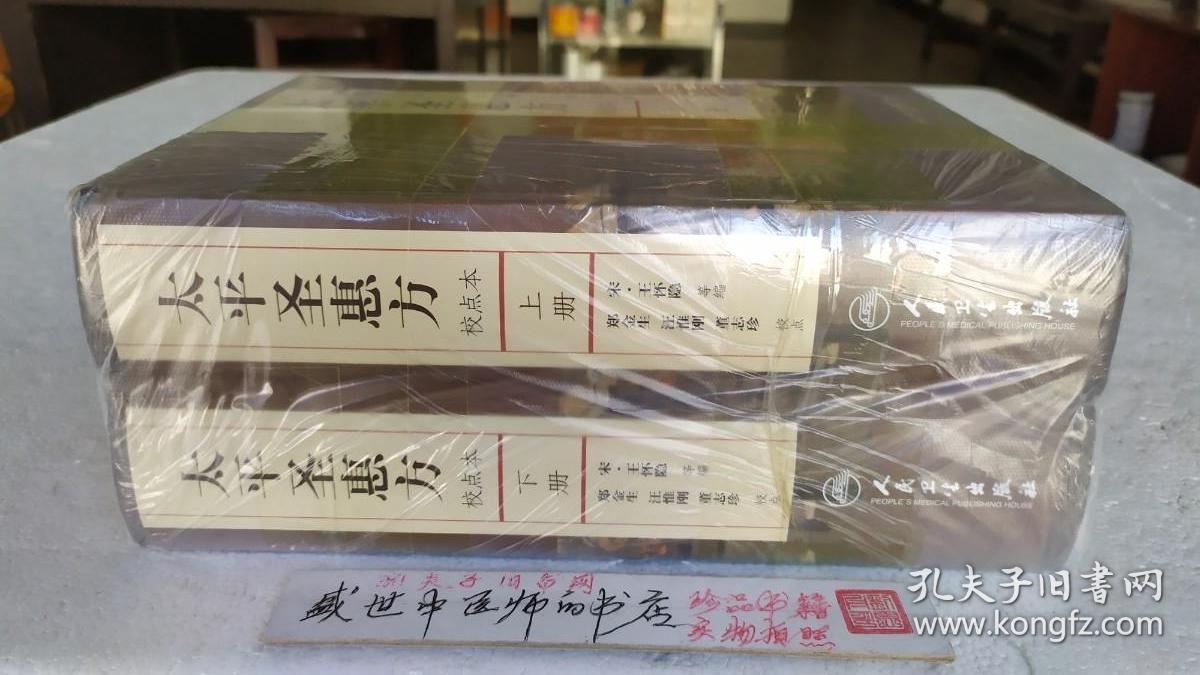 太平圣惠方
校点本
上册
宋·王怀隐 等编
郑金生 汪惟刚 董志珍 校点
人民卫生出版社
PEOPLE'S MEDICAL PUBLISHING HOUSE
太平圣惠方
校点本
下册
宋·王怀隐 等编
郑金生 汪惟刚 董志珍 校点
人民卫生出版社
PEOPLE'S MEDICAL PUBLISHING HOUSE
孔夫子旧书网
盛世中医师的书店
珍品书籍
实物拍照
孔夫子旧书网
www.kongfz.com